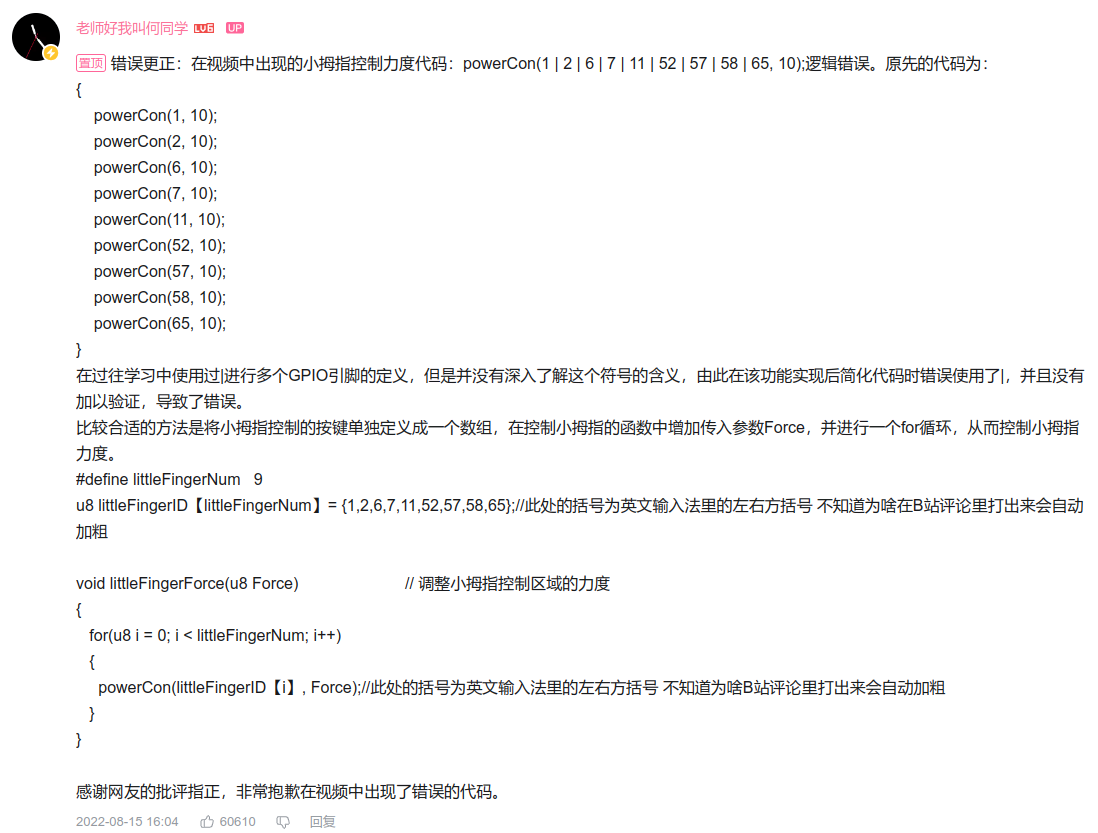 老师好我叫何同学 LV6 UP
置顶 错误更正：在视频中出现的小拇指控制力度代码：powerCon(1 | 2 | 6 | 7 | 11 | 52 | 57 | 58 | 65, 10);逻辑错误。原先的代码为：
{
powerCon(1, 10);
powerCon(2, 10);
powerCon(6, 10);
powerCon(7, 10);
powerCon(11, 10);
powerCon(52, 10);
powerCon(57, 10);
powerCon(58, 10);
powerCon(65, 10);
}
在过往学习中使用过|进行多个GPIO引脚的定义，但是并没有深入了解这个符号的含义，由此在该功能实现后简化代码时错误使用了|，并且没有
加以验证，导致了错误。
比较合适的方法是将小拇指控制的按键单独定义成一个数组，在控制小拇指的函数中增加传入参数Force，并进行一个for循环，从而控制小拇指
力度。
#define littleFingerNum 9
u8 littleFingerID【littleFingerNum】= {1,2,6,7,11,52,57,58,65};//此处的括号为英文输入法里的左右方括号 不知道为啥在B站评论里打出来会自动
加粗
void littleFingerForce(u8 Force) // 调整小拇指控制区域的力度
{
for(u8 i = 0; i < littleFingerNum; i++)
{
powerCon(littleFingerID【i】, Force);//此处的括号为英文输入法里的左右方括号 不知道为啥B站评论里打出来会自动加粗
}
}
感谢网友的批评指正，非常抱歉在视频中出现了错误的代码。
2022-08-15 16:04 60610 回复